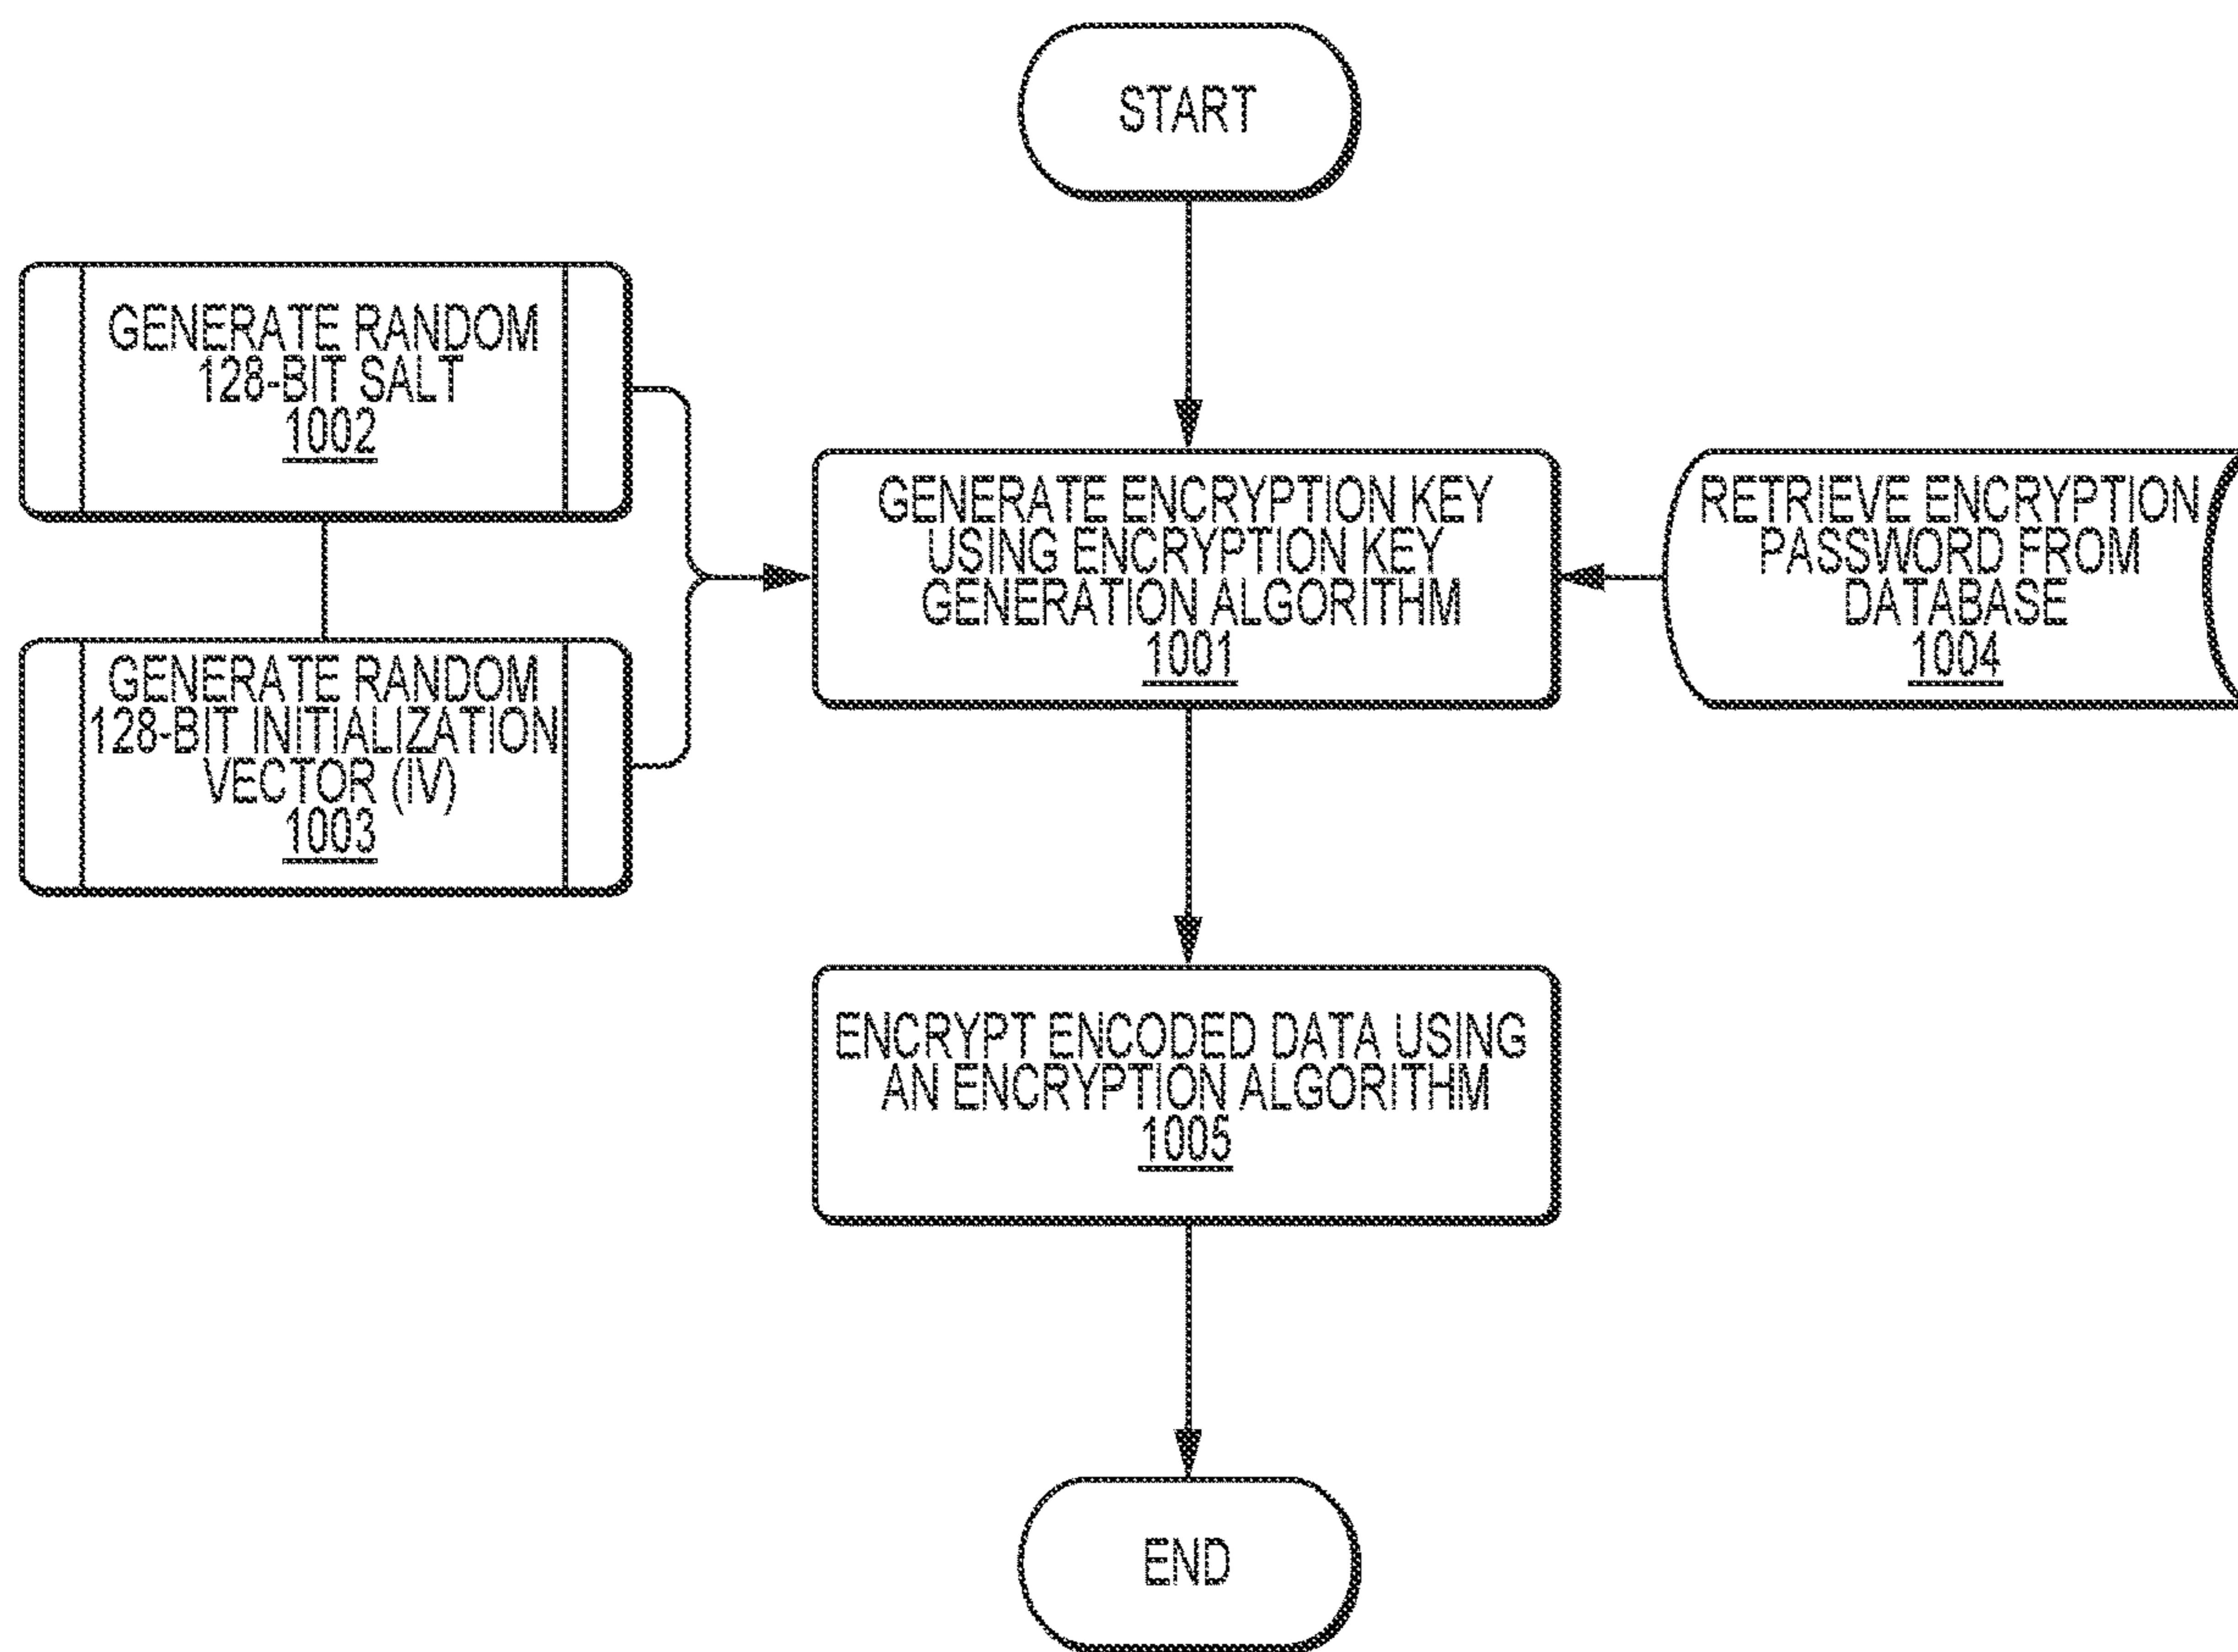 START
GENERATE RANDOM
128-BIT SALT
1002
GENERATE RANDOM
128-BIT INITIALIZATION
VECTOR (IV)
1003
GENERATE ENCRYPTION KEY
USING ENCRYPTION KEY
GENERATION ALGORITHM
1001
RETRIEVE ENCRYPTION
PASSWORD FROM
DATABASE
1004
ENCRYPT ENCODED DATA USING
AN ENCRYPTION ALGORITHM
1005
END